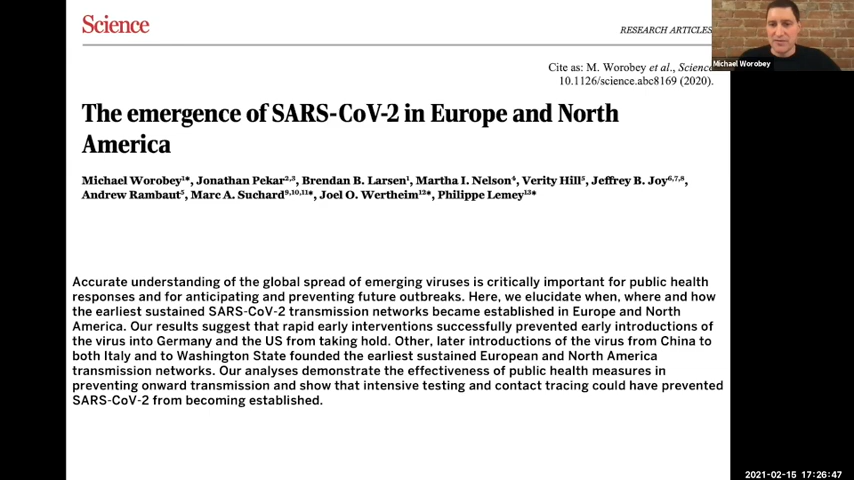 Science
RESEARCH ARTICLES
Michael Worobey
Cite as: M. Worobey et al., Science
10.1126/science.abc8169 (2020).
The emergence of SARS-CoV-2 in Europe and North
America
Michael Worobey¹*, Jonathan Pekar²,³, Brendan B. Larsen¹, Martha I. Nelson⁴, Verity Hill⁵, Jeffrey B. Joy⁶,⁷,⁸,
Andrew Rambaut⁵, Marc A. Suchard⁹,¹⁰,¹¹*, Joel O. Wertheim¹²*, Philippe Lemey¹³*
Accurate understanding of the global spread of emerging viruses is critically important for public health
responses and for anticipating and preventing future outbreaks. Here, we elucidate when, where and how
the earliest sustained SARS-CoV-2 transmission networks became established in Europe and North
America. Our results suggest that rapid early interventions successfully prevented early introductions of
the virus into Germany and the US from taking hold. Other, later introductions of the virus from China to
both Italy and to Washington State founded the earliest sustained European and North America
transmission networks. Our analyses demonstrate the effectiveness of public health measures in
preventing onward transmission and show that intensive testing and contact tracing could have prevented
SARS-CoV-2 from becoming established.
2021-02-15 17:26:47